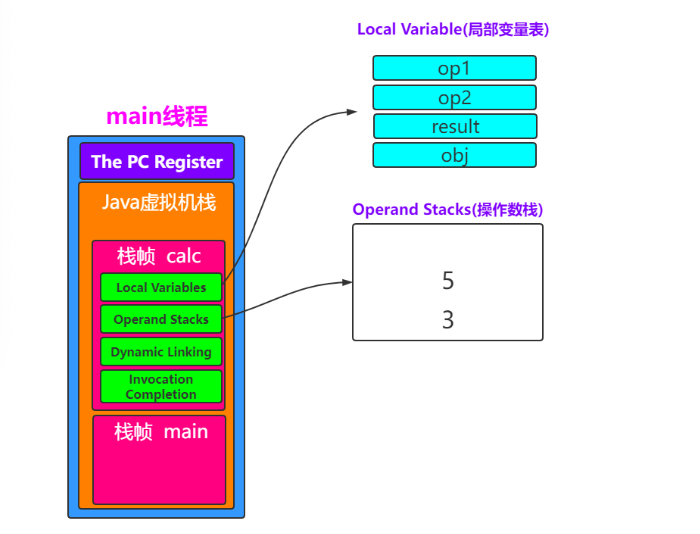 Local Variable(局部变量表)
op1
op2
result
obj
main线程
The PC Register
Java虚拟机栈
栈帧 calc
Local Variables
Operand Stacks
Dynamic Linking
Invocation
Completion
栈帧 main
Operand Stacks(操作数栈)
5
3